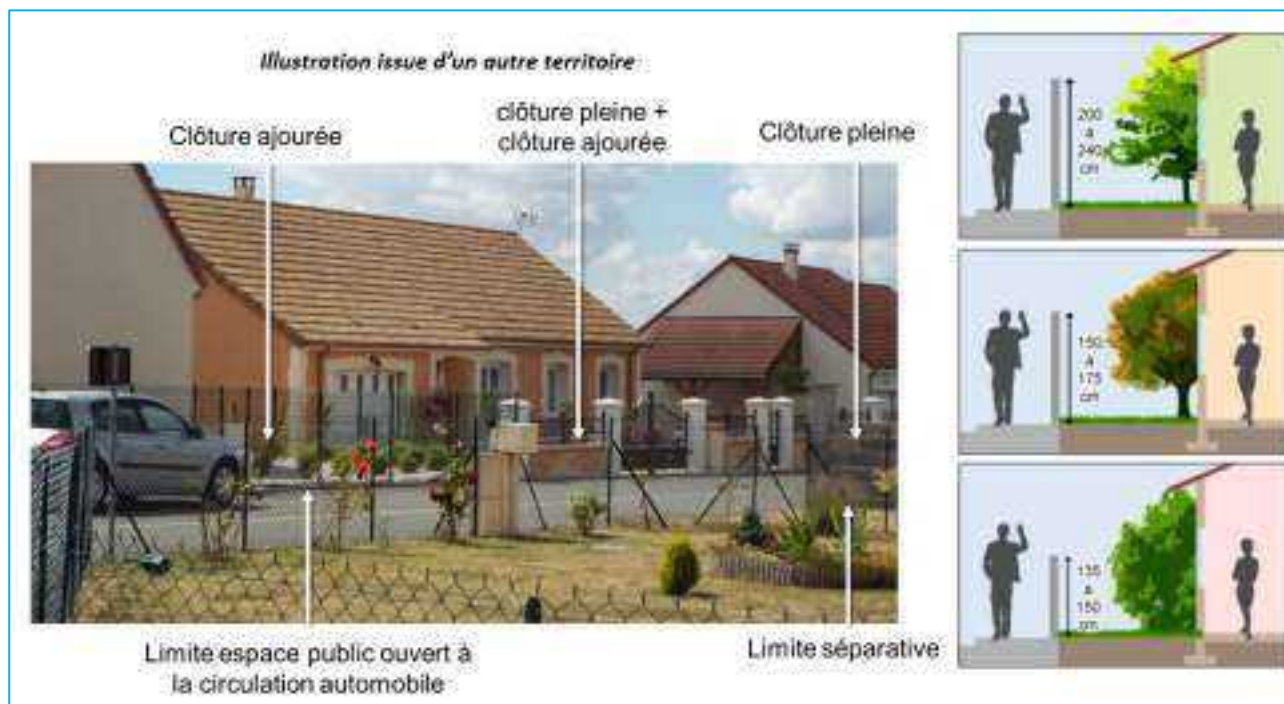 Illustration issue d'un autre territoire
Clôture ajourée
clôture pleine +
clôture ajourée
Clôture pleine
Limite espace public ouvert à
la circulation automobile
Limite séparative
200
à
240
cm
150
à
175
cm
135
à
150
cm